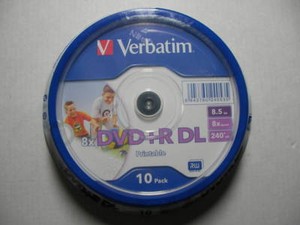 Verbatim
8.5
8x
240
8x
DVD+R DL
Printable
10 Pack